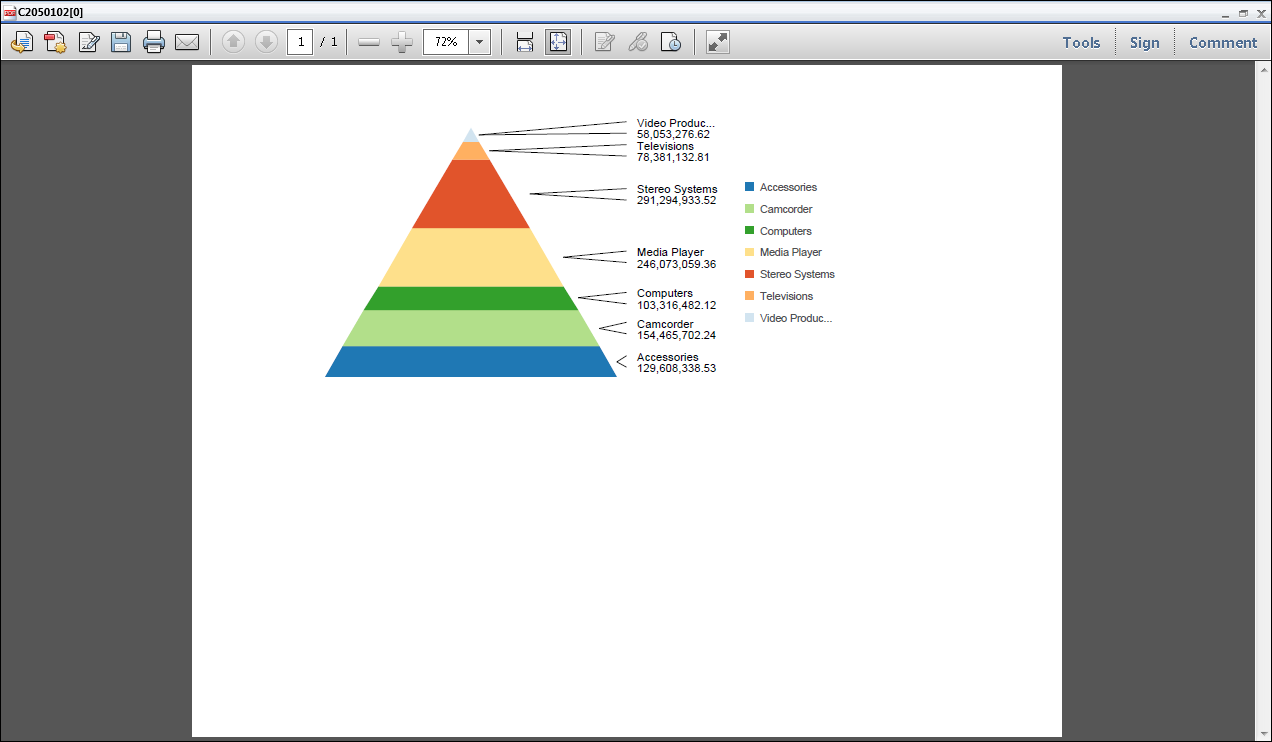 C2050102[0]
1 / 1
72%
Tools
Sign
Comment
Video Produc...
58,053,276.62
Televisions
78,381,132.81
Stereo Systems
291,294,933.52
Media Player
246,073,059.36
Computers
103,316,482.12
Camcorder
154,465,702.24
Accessories
129,608,338.53
Accessories
Camcorder
Computers
Media Player
Stereo Systems
Televisions
Video Produc...